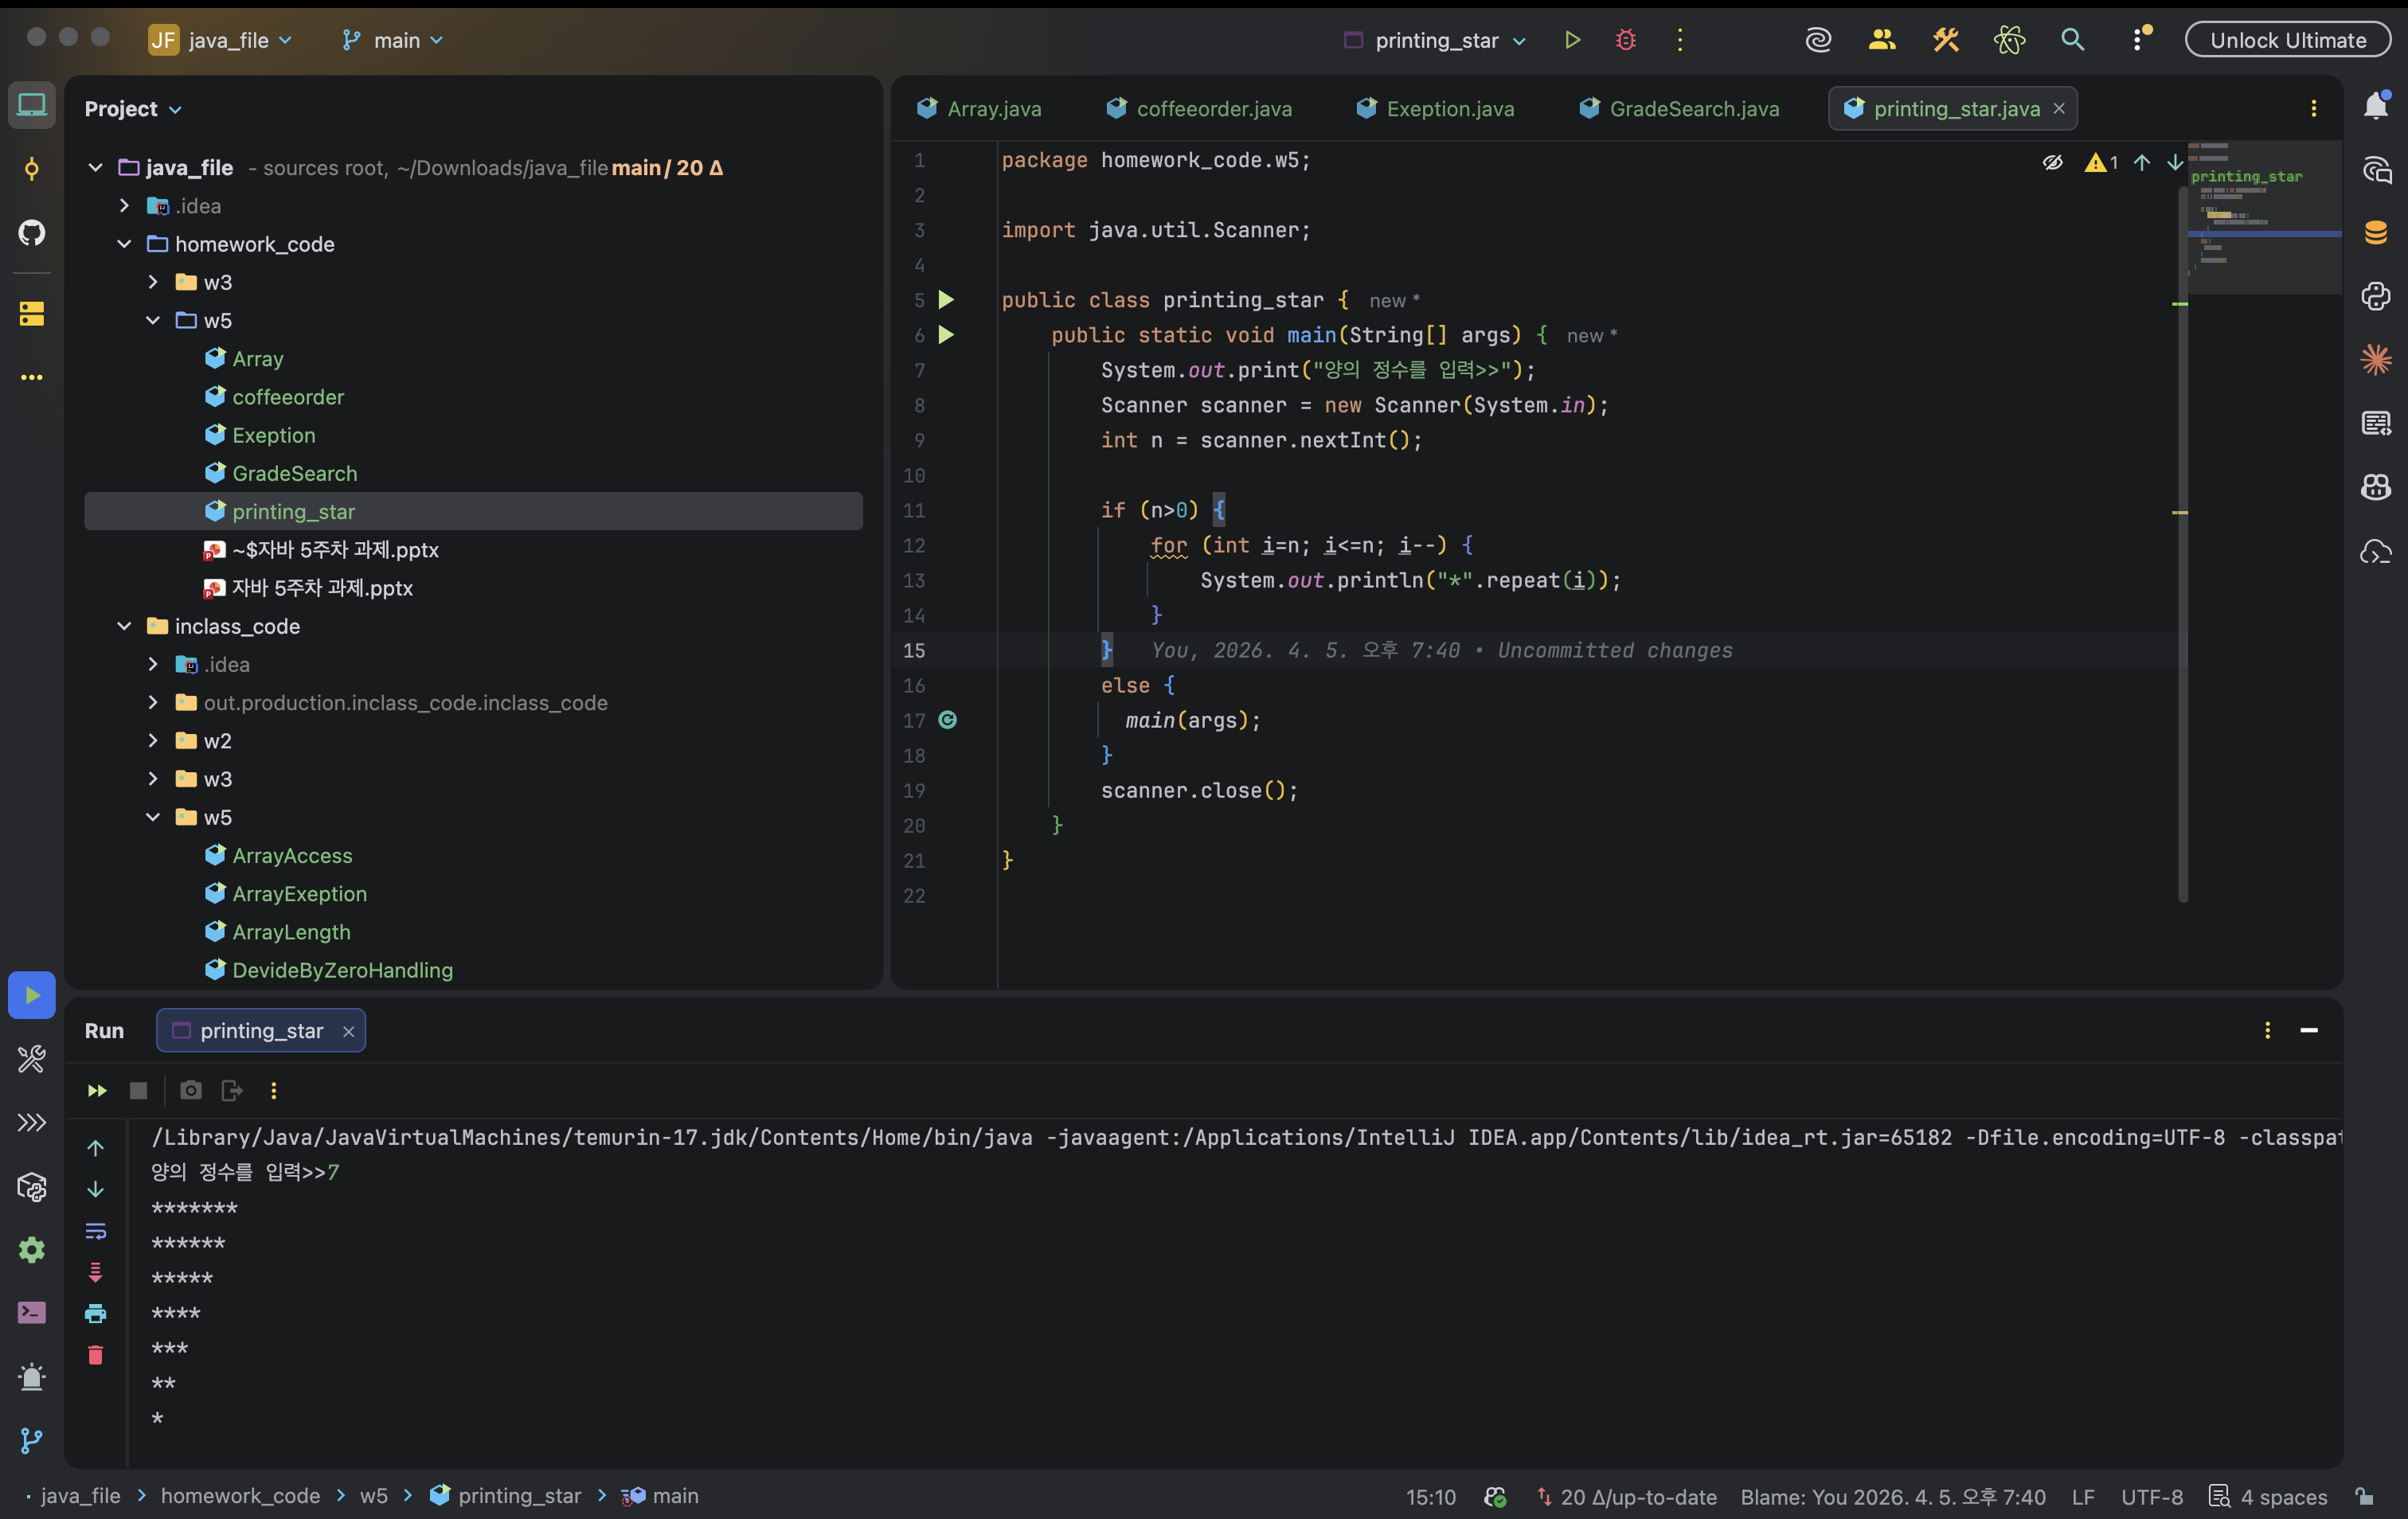 JF java_file main printing_star Unlock Ultimate
Project
java_file - sources root, ~/Downloads/java_file main / 20 Δ
.idea
homework_code
w3
w5
Array
coffeeorder
Exeption
GradeSearch
printing_star
~$자바 5주차 과제.pptx
자바 5주차 과제.pptx
inclass_code
.idea
out.production.inclass_code.inclass_code
w2
w3
w5
ArrayAccess
ArrayExeption
ArrayLength
DevideByZeroHandling
Array.java coffeeorder.java Exeption.java GradeSearch.java printing_star.java
1 package homework_code.w5; 1
2
3 import java.util.Scanner;
4
5 public class printing_star { new *
6 public static void main(String[] args) { new *
7 System.out.print("양의 정수를 입력>>");
8 Scanner scanner = new Scanner(System.in);
9 int n = scanner.nextInt();
10
11 if (n>0) {
12 for (int i=n; i<=n; i--) {
13 System.out.println("*".repeat(i));
14 }
15 } You, 2026. 4. 5. 오후 7:40 • Uncommitted changes
16 else {
17 main(args);
18 }
19 scanner.close();
20 }
21 }
22
printing_star
Run printing_star
/Library/Java/JavaVirtualMachines/temurin-17.jdk/Contents/Home/bin/java -javaagent:/Applications/IntelliJ IDEA.app/Contents/lib/idea_rt.jar=65182 -Dfile.encoding=UTF-8 -classpat
양의 정수를 입력>>7
*******
******
*****
****
***
**
*
java_file > homework_code > w5 > printing_star > main 15:10 20 Δ/up-to-date Blame: You 2026. 4. 5. 오후 7:40 LF UTF-8 4 spaces